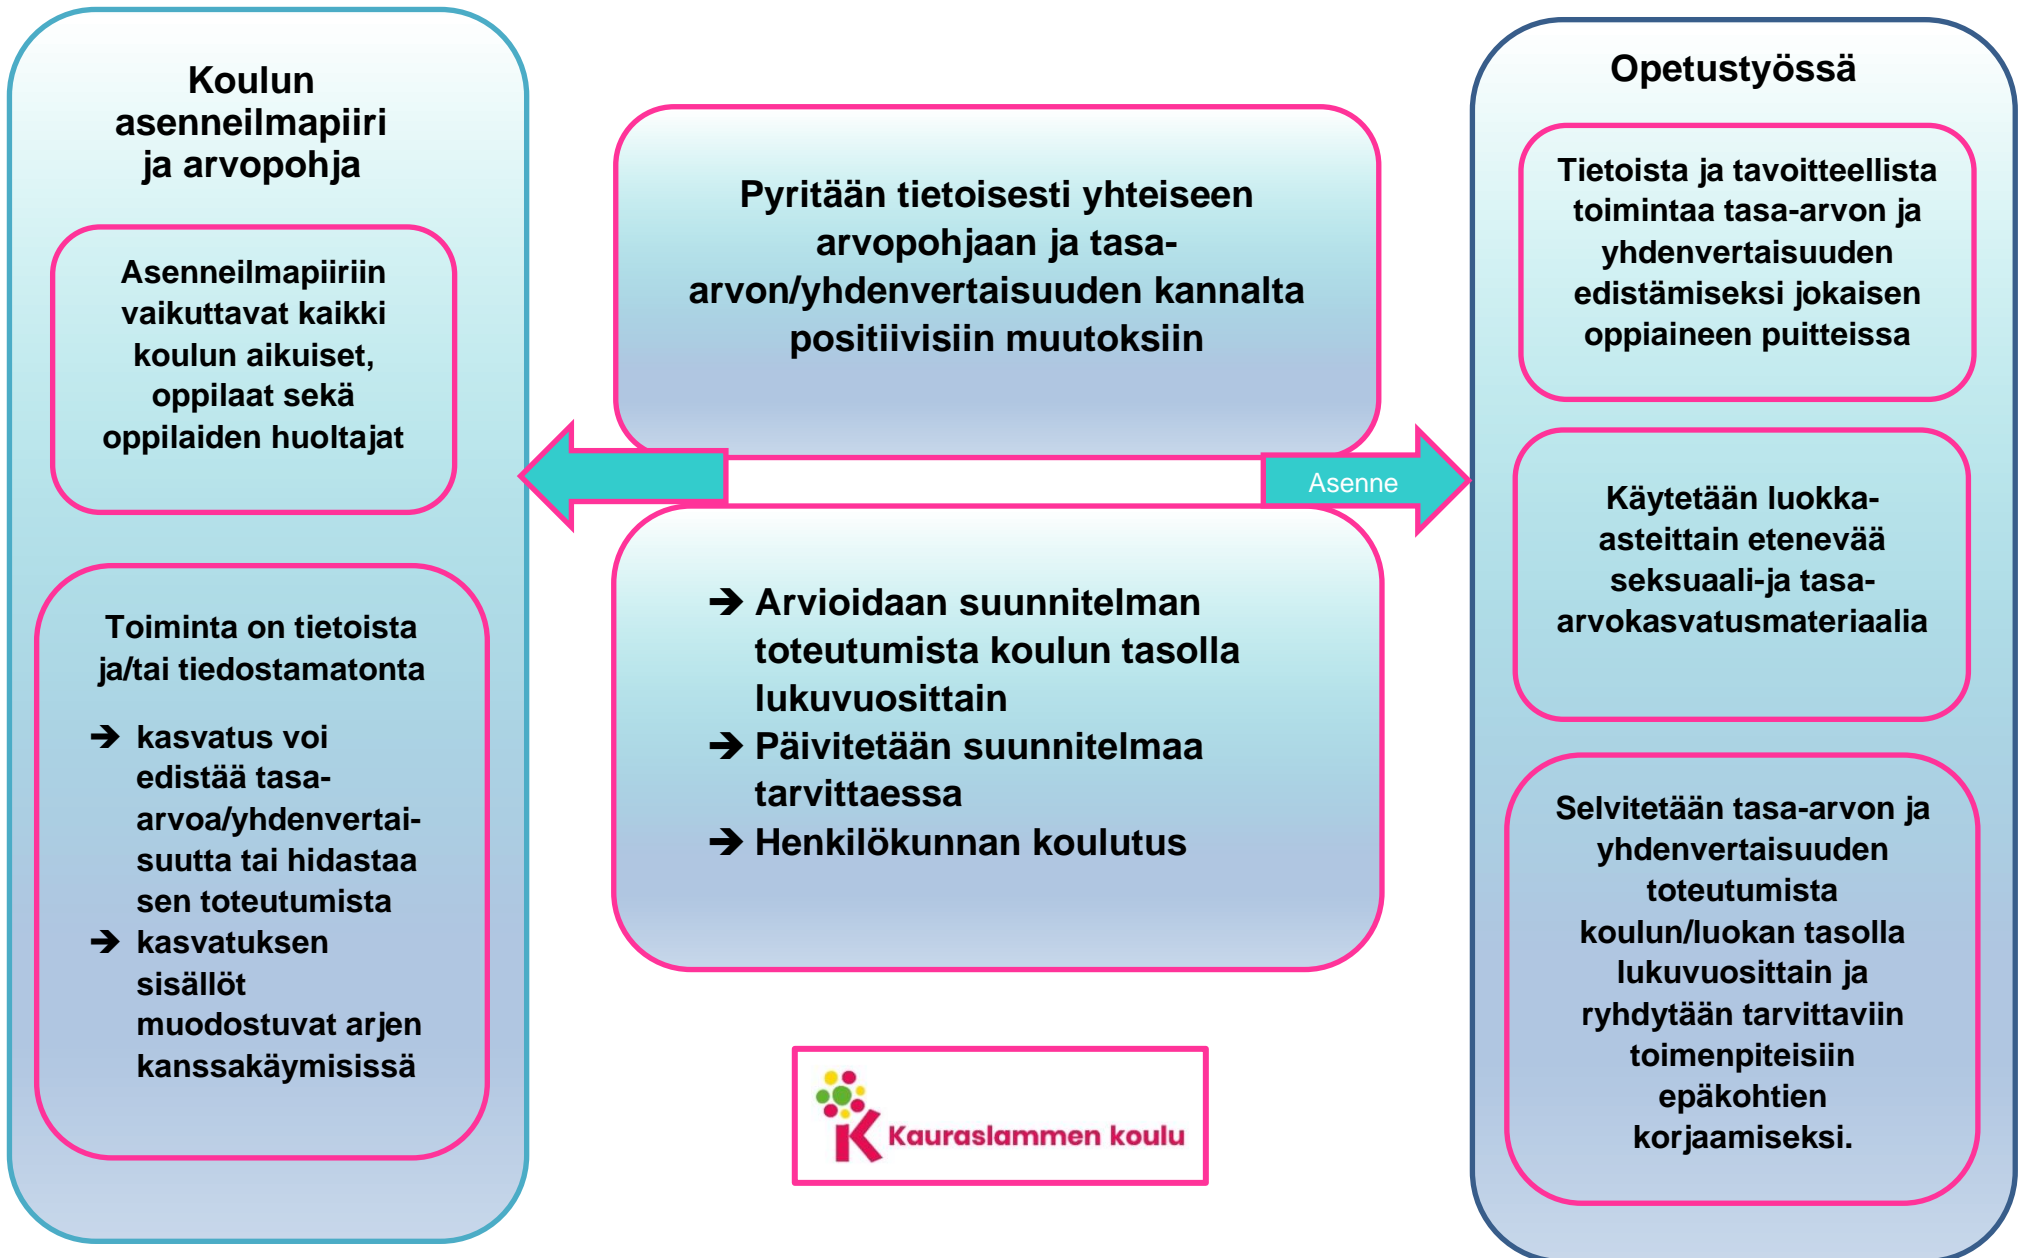 Koulun
asenneilmapiiri
ja arvopohja
Asenneilmapiiriin
vaikuttavat kaikki
koulun aikuiset,
oppilaat sekä
oppilaiden huoltajat
Toiminta on tietoista
ja/tai tiedostamatonta
➔ kasvatus voi
edistää tasa-
arvoa/yhdenvertai-
suutta tai hidastaa
sen toteutumista
➔ kasvatuksen
sisällöt
muodostuvat arjen
kanssakäymisissä
Pyritään tietoisesti yhteiseen
arvopohjaan ja tasa-
arvon/yhdenvertaisuuden kannalta
positiivisiin muutoksiin
Asenne
➔ Arvioidaan suunnitelman
toteutumista koulun tasolla
lukuvuosittain
➔ Päivitetään suunnitelmaa
tarvittaessa
➔ Henkilökunnan koulutus
K Kauraslammen koulu
Opetustyössä
Tietoista ja tavoitteellista
toimintaa tasa-arvon ja
yhdenvertaisuuden
edistämiseksi jokaisen
oppiaineen puitteissa
Käytetään luokka-
asteittain etenevää
seksuaali-ja tasa-
arvokasvatusmateriaalia
Selvitetään tasa-arvon ja
yhdenvertaisuuden
toteutumista
koulun/luokan tasolla
lukuvuosittain ja
ryhdytään tarvittaviin
toimenpiteisiin
epäkohtien
korjaamiseksi.